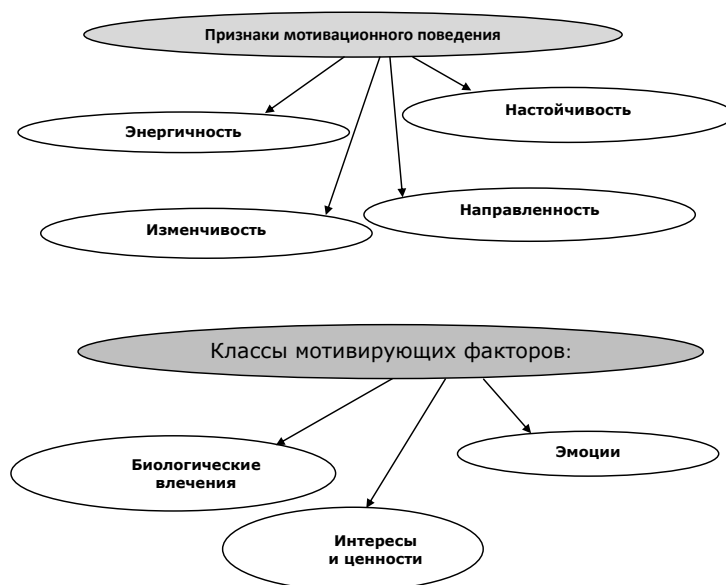 Признаки мотивационного поведения
Энергичность
Настойчивость
Изменчивость
Направленность
Классы мотивирующих факторов:
Биологические
влечения
Эмоции
Интересы
и ценности